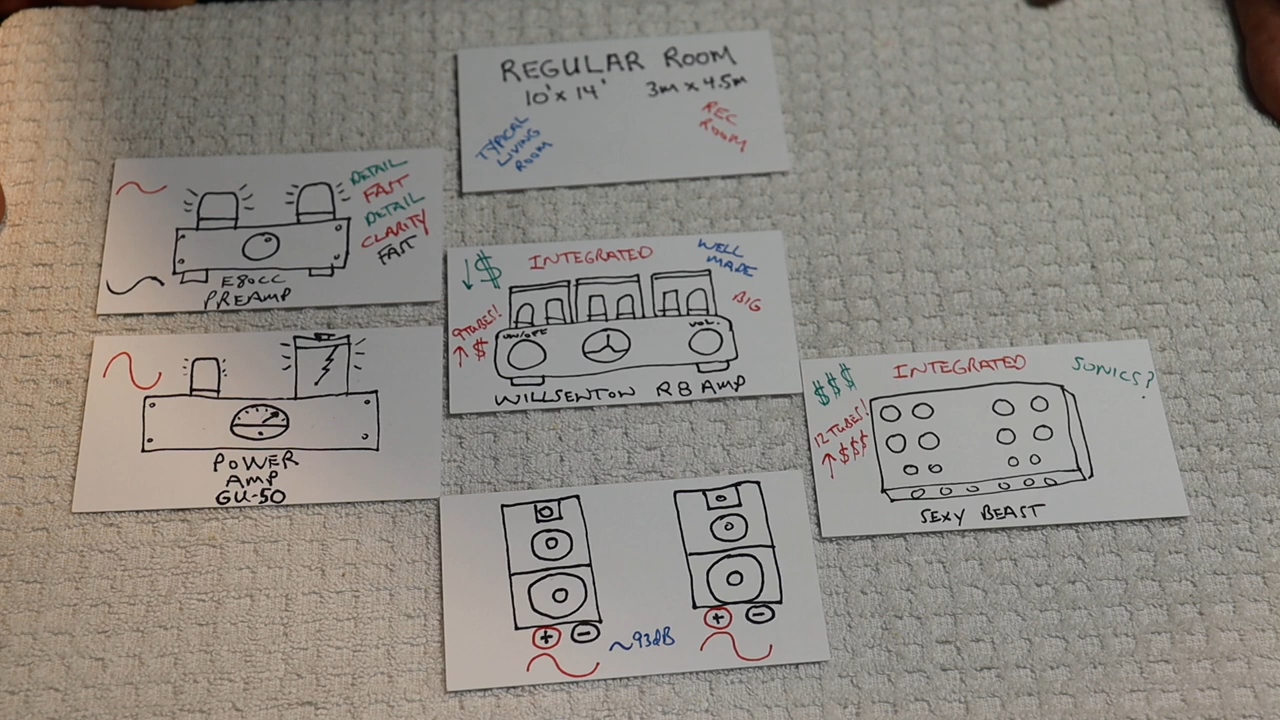 REGULAR ROOM
10' x 14' 3m x 4.5m
TYPICAL
LIVING
ROOM
REC
ROOM
DETAIL
FAST
DETAIL
CLARITY
FAST
E80CC
PREAMP
↓$
INTEGRATED
WELL
MADE
BIG
9 TUBES!
↑ $
ON/OFF
VOL.
WILLSENTON R8 AMP
POWER
AMP
GU-50
$$$
INTEGRATED
SONICS?
12 TUBES!
↑$$$
SEXY BEAST
+ −
~93dB
+ −